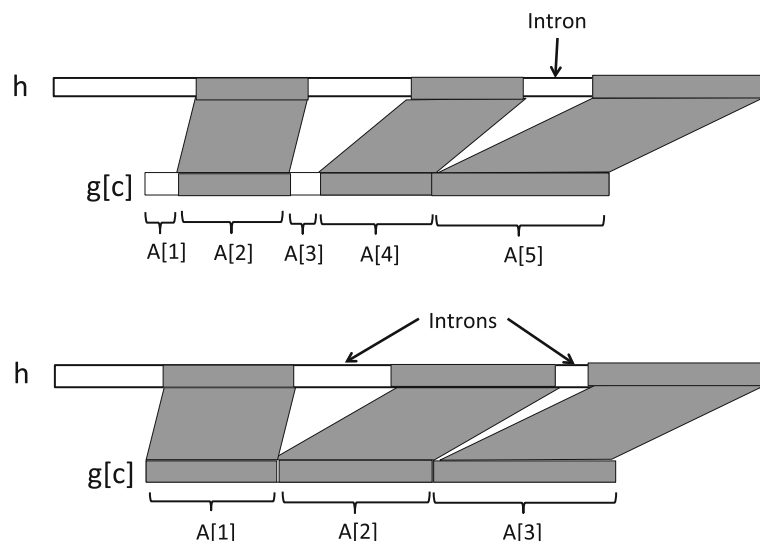 Intron
h
g[c]
A[1] A[2] A[3] A[4] A[5]
Introns
h
g[c]
A[1] A[2] A[3]